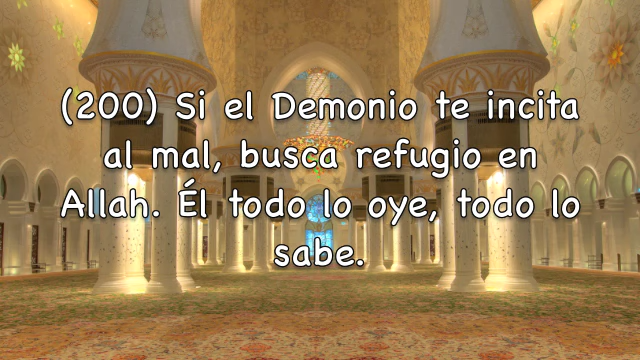 (200) Si el Demonio te incita
al mal, busca refugio en
Allah. Él todo lo oye, todo lo
sabe.